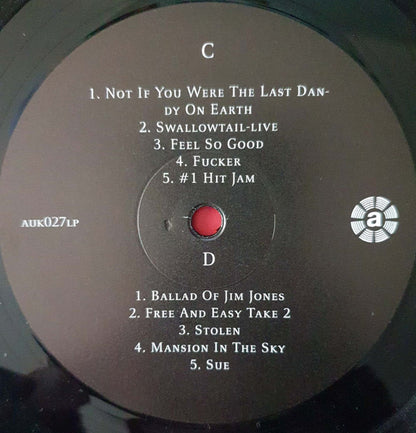 C
1. Not If You Were The Last Dan-
dy On Earth
2. Swallowtail-live
3. Feel So Good
4. Fucker
5. #1 Hit Jam
AUK027LP
a
D
1. Ballad Of Jim Jones
2. Free And Easy Take 2
3. Stolen
4. Mansion In The Sky
5. Sue